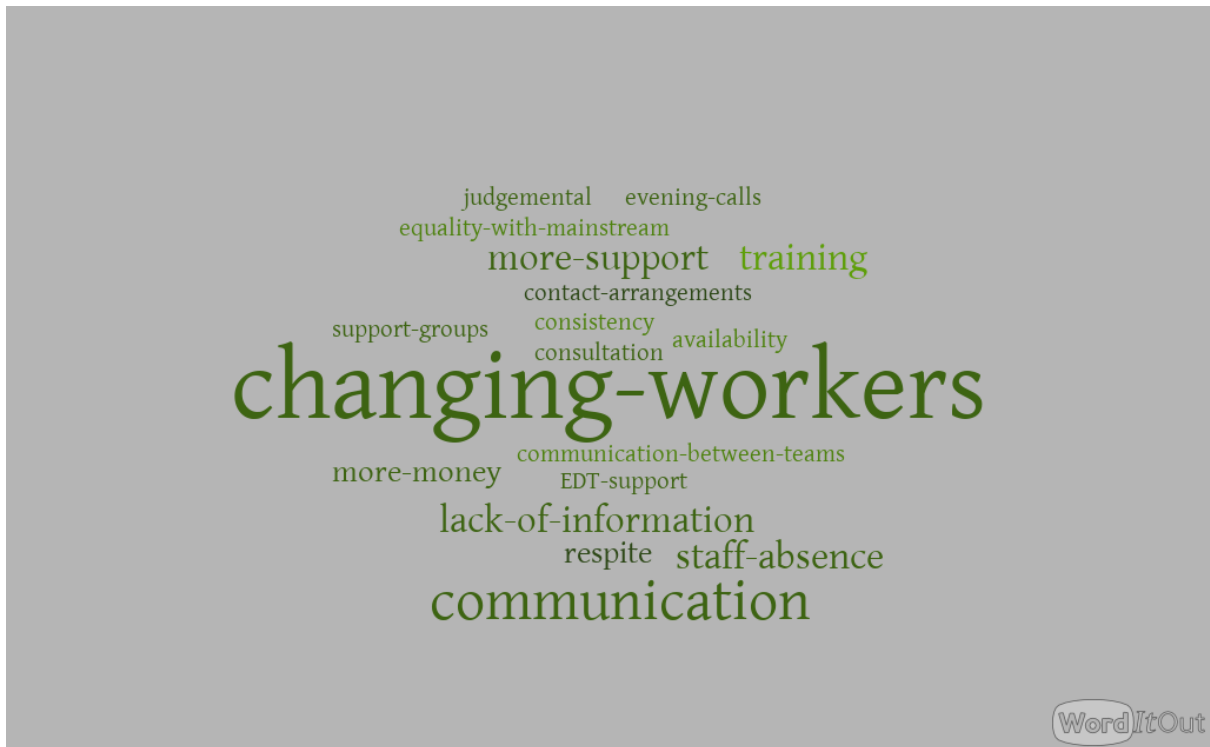 judgemental evening-calls
equality-with-mainstream
more-support training
contact-arrangements
consistency
support-groups
availability
consultation
changing-workers
communication-between-teams
more-money
EDT-support
lack-of-information
respite staff-absence
communication
WordItOut